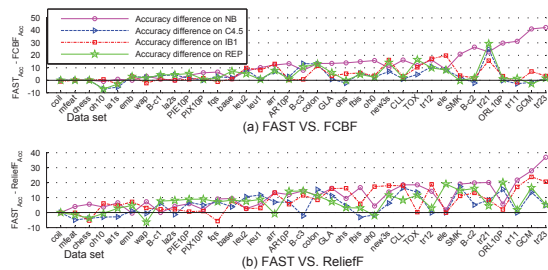 Accuracy difference on NB
Accuracy difference on C4.5
Accuracy difference on IB1
Accuracy difference on REP
FAST_Acc - FCBF_Acc
50
40
30
20
10
0
-10
coil mfeat chess oh10 la1s emb wap B-c1 la2s PIE10P PIX10P fqs base leu2 leu1 arr AR10P B-c3 colon GLA ohs fbis oh0 new3s CLL TOX tr12 ele SMK B-c2 tr21 ORL10P tr11 GCM tr23
Data set
(a) FAST VS. FCBF
FAST_Acc - ReliefF_Acc
40
30
20
10
0
-10
coil mfeat chess oh10 la1s emb wap B-c1 la2s PIE10P PIX10P fqs base leu2 leu1 arr AR10P B-c3 colon GLA ohs fbis oh0 new3s CLL TOX tr12 ele SMK B-c2 tr21 ORL10P tr11 GCM tr23
Data set
(b) FAST VS. ReliefF